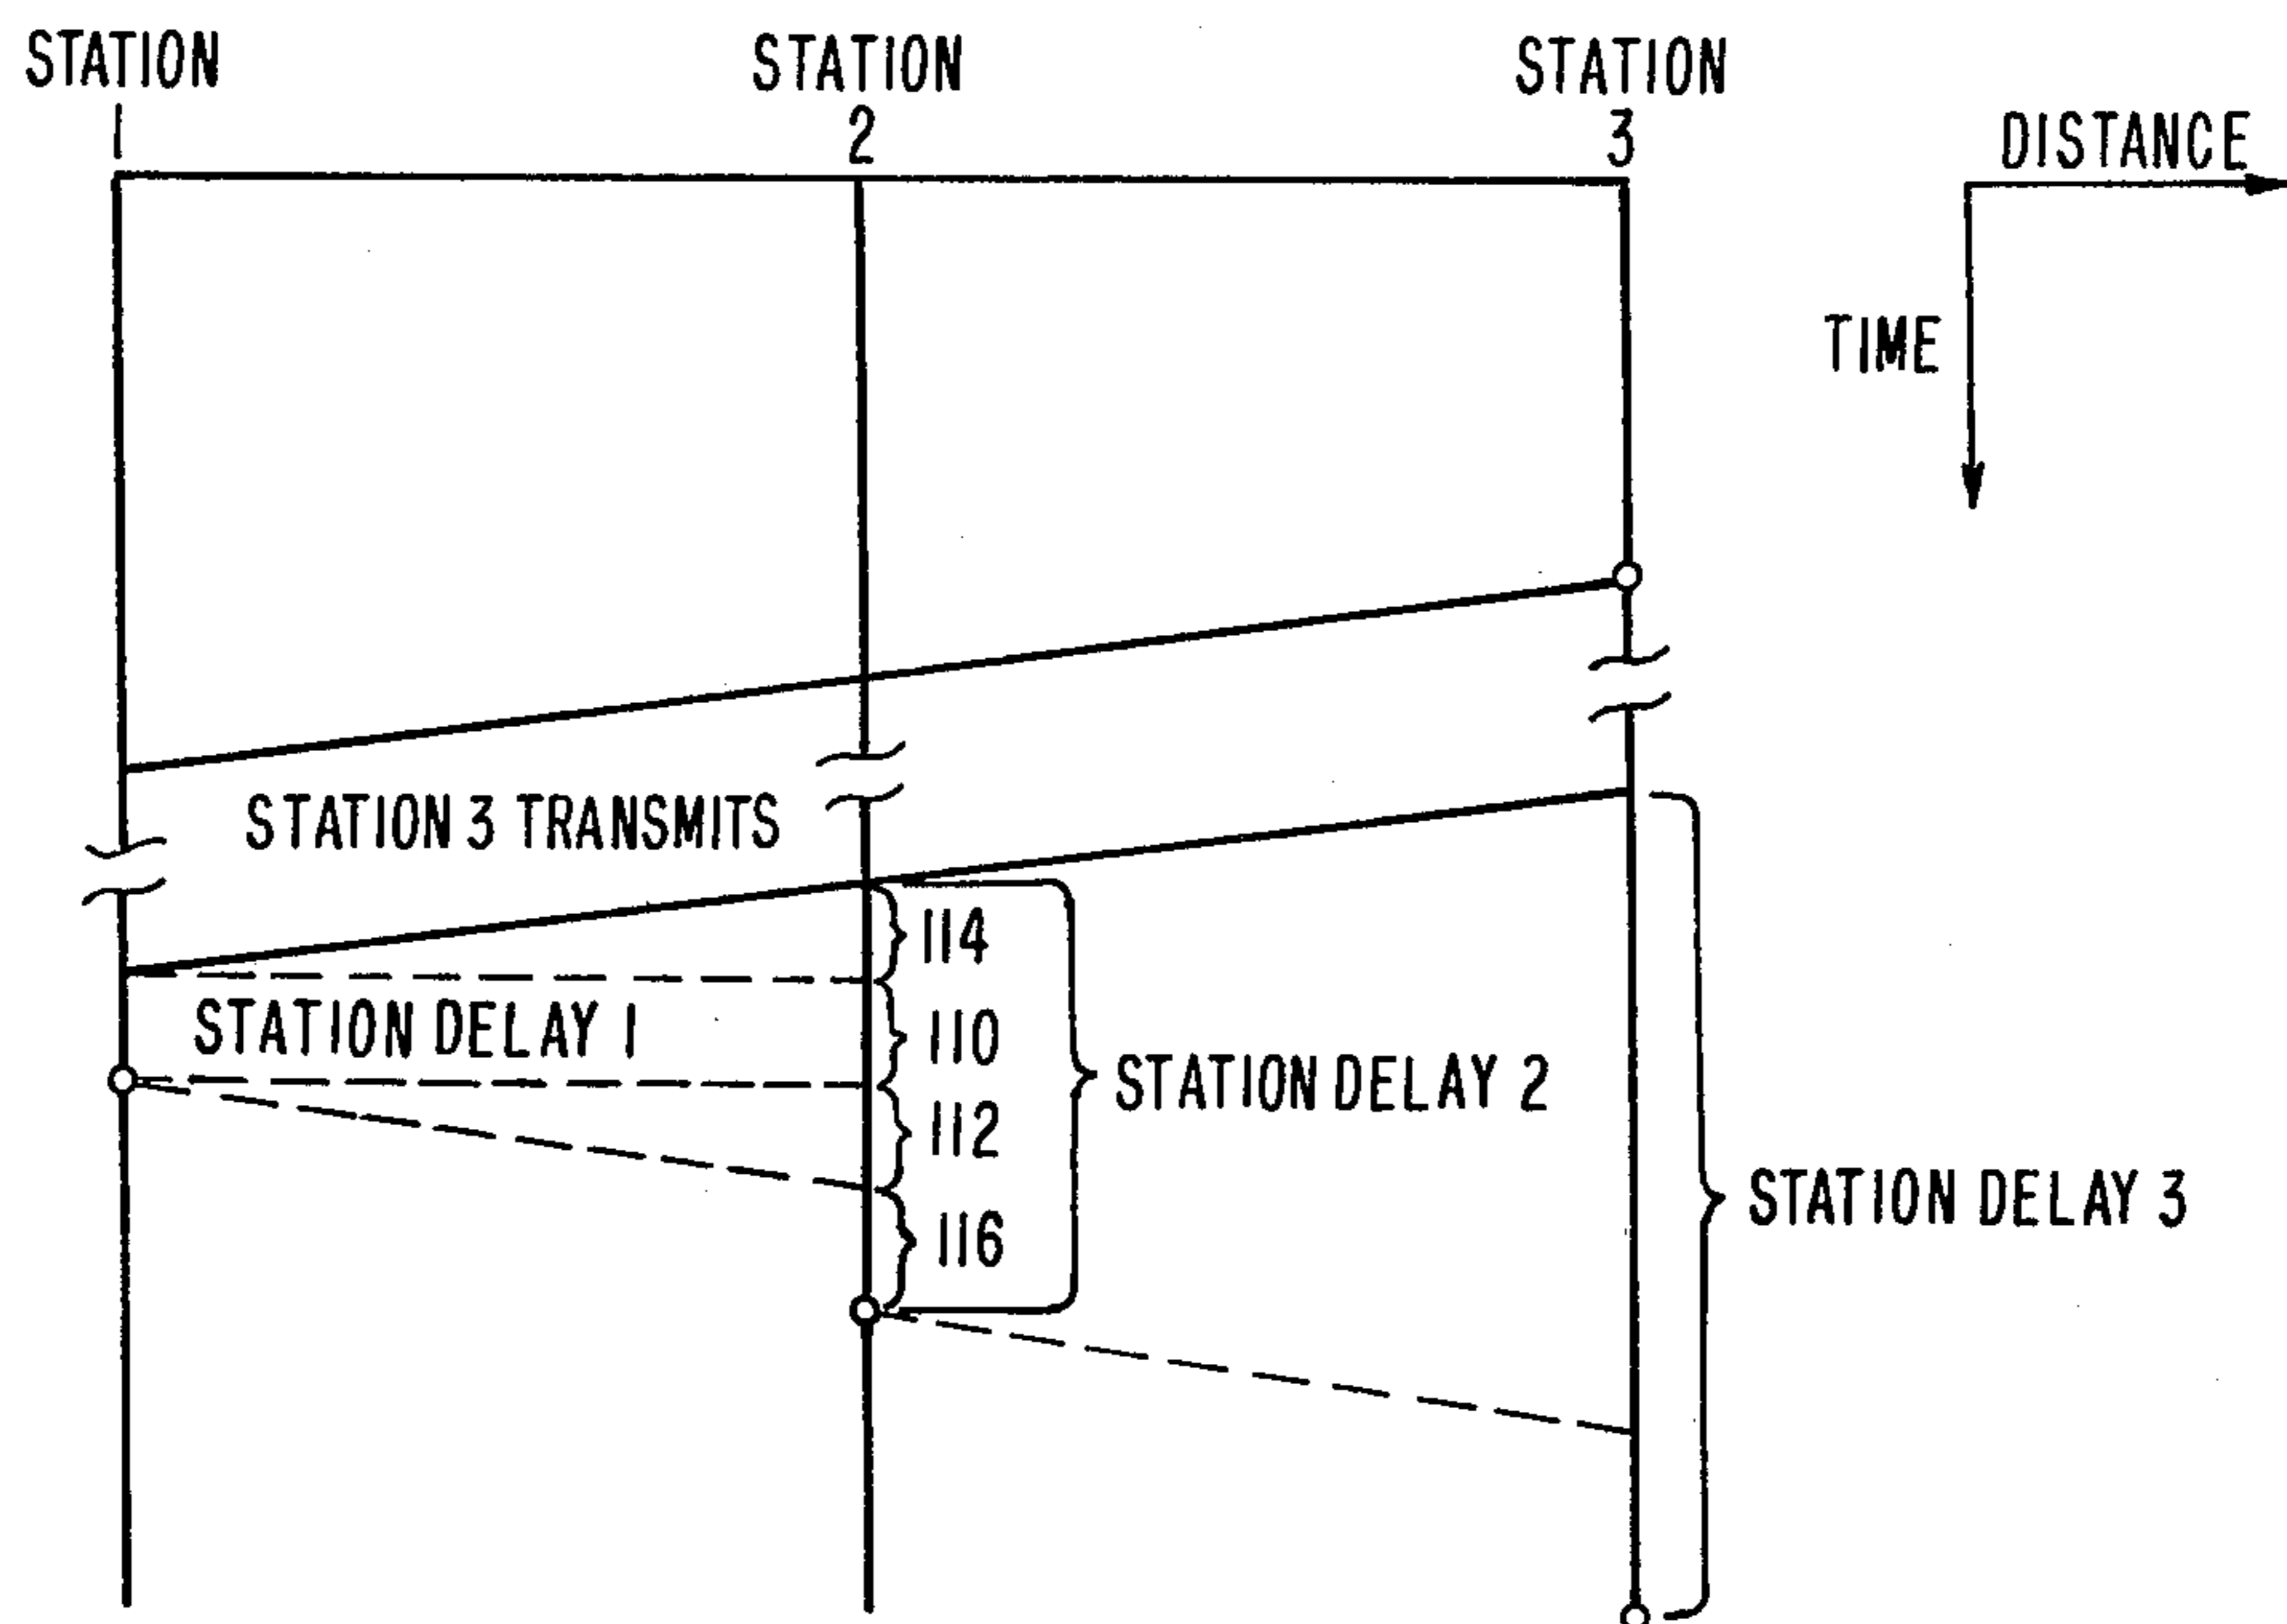 STATION
1
STATION
2
STATION
3
DISTANCE
TIME
STATION 3 TRANSMITS
114
STATION DELAY 1
110
STATION DELAY 2
112
STATION DELAY 3
116